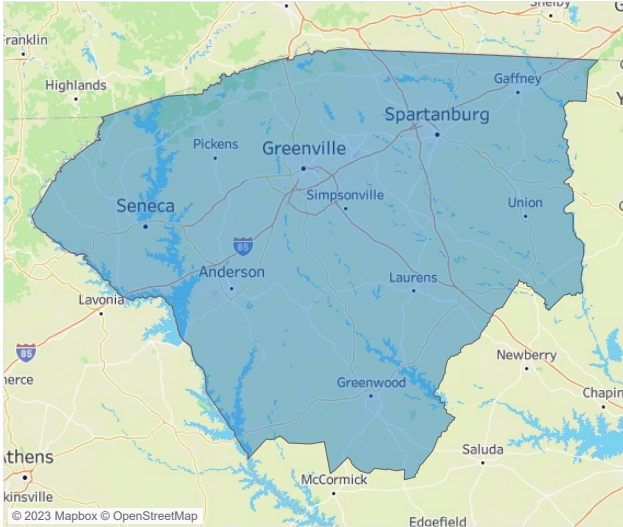 Shelby
Franklin
Highlands
Gaffney
Spartanburg
Pickens
Greenville
Simpsonville
Seneca
Union
85
Anderson
Laurens
Lavonia
85
Newberry
nerce
Greenwood
Chapin
Athens
Saluda
McCormick
kinsville
© 2023 Mapbox © OpenStreetMap
Edgefield